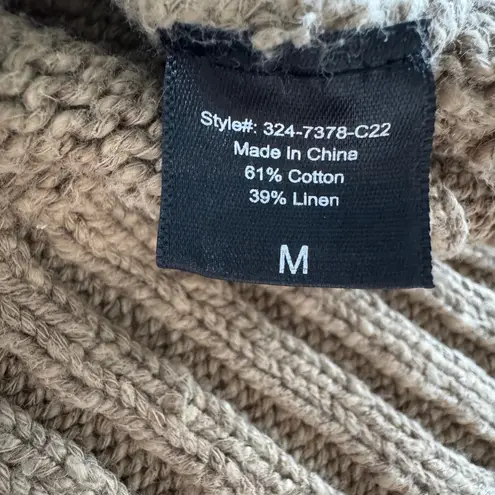 Style#: 324-7378-C22
Made In China
61% Cotton
39% Linen
M